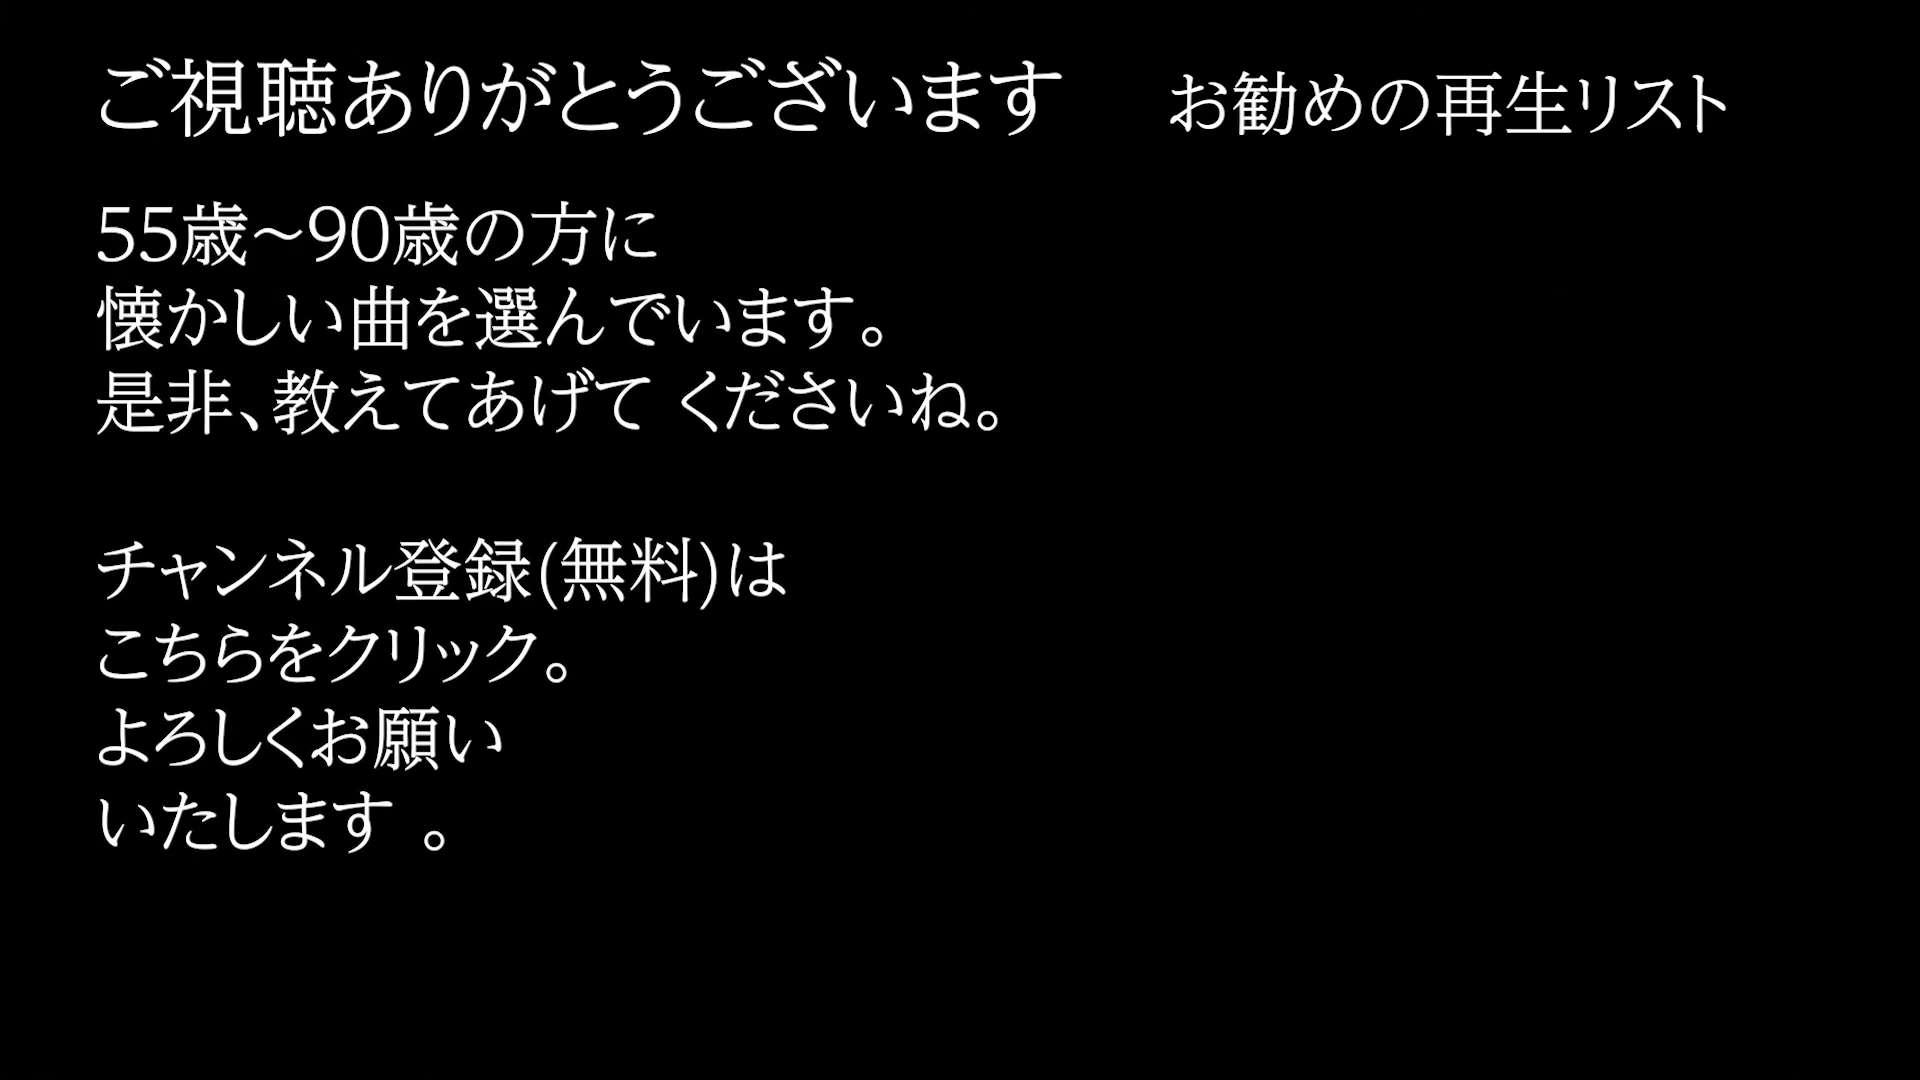 ご視聴ありがとうございます
お勧めの再生リスト
55歳~90歳の方に
懐かしい曲を選んでいます。
是非、教えてあげて くださいね。
チャンネル登録(無料)は
こちらをクリック。
よろしくお願い
いたします 。